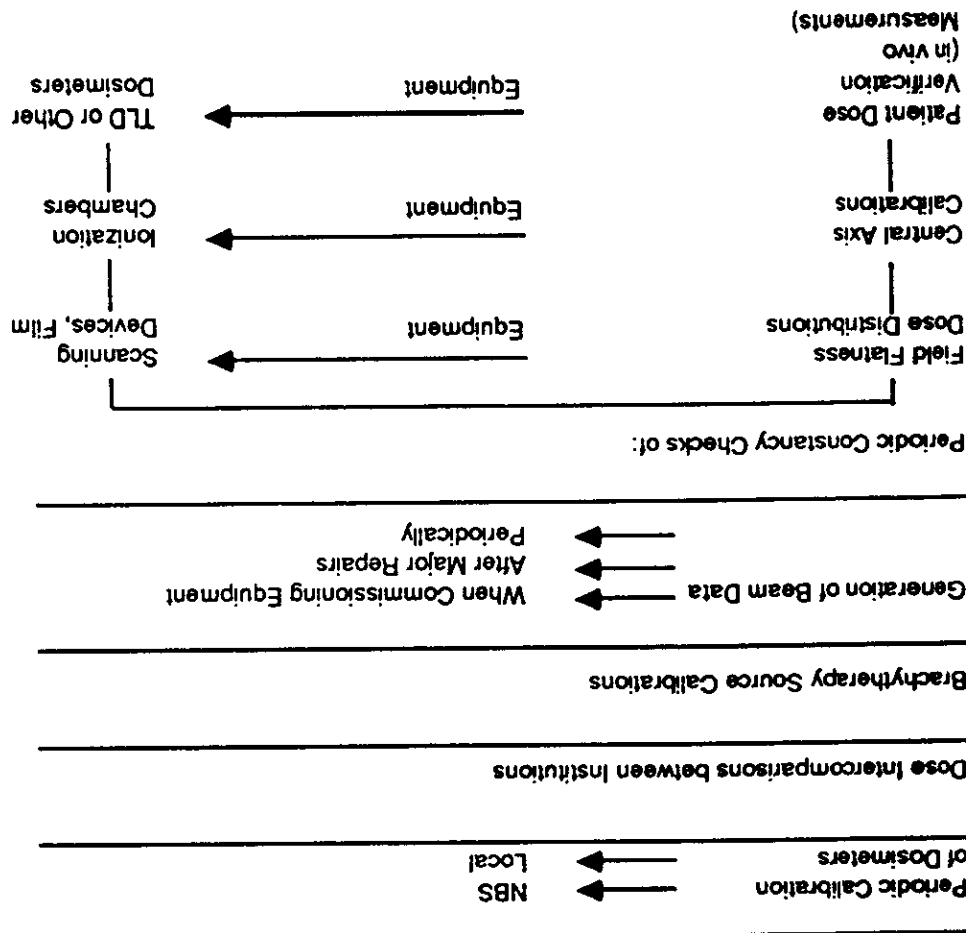 Periodic Calibration
of Dosimeters
NBS
Local
Dose Intercomparisons between Institutions
Brachytherapy Source Calibrations
Generation of Beam Data
When Commissioning Equipment
After Major Repairs
Periodically
Periodic Constancy Checks of:
Field Flatness
Dose Distributions
Equipment
Scanning
Devices, Film
Central Axis
Calibrations
Equipment
Ionization
Chambers
Patient Dose
Verification
(in vivo
Measurements)
Equipment
TLD or Other
Dosimeters